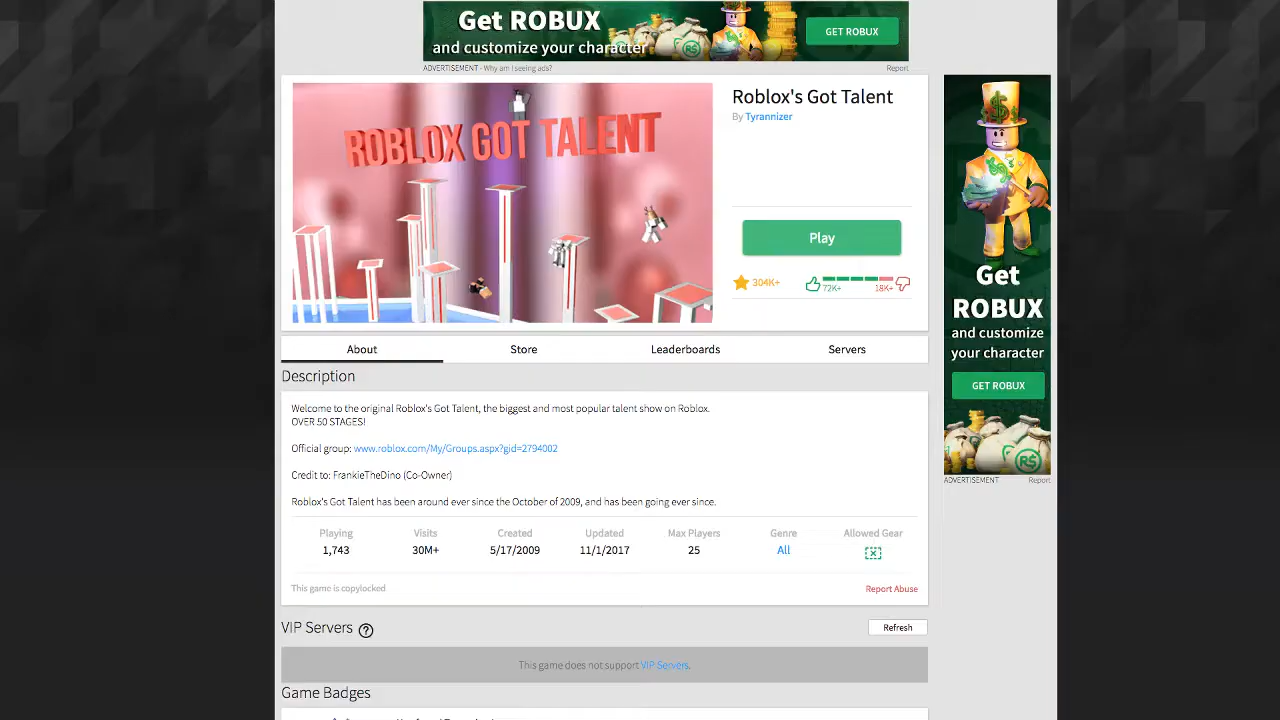 Get ROBUX
and customize your character
GET ROBUX
ADVERTISEMENT - Why am I seeing ads?
Report
ROBLOX GOT TALENT
Roblox's Got Talent
By Tyrannizer
Play
304K+
72K+
18K+
Get
ROBUX
and customize
your character
GET ROBUX
ADVERTISEMENT
Report
About
Store
Leaderboards
Servers
Description
Welcome to the original Roblox's Got Talent, the biggest and most popular talent show on Roblox.
OVER 50 STAGES!
Official group: www.roblox.com/My/Groups.aspx?gid=2794002
Credit to: FrankieTheDino (Co-Owner)
Roblox's Got Talent has been around ever since the October of 2009, and has been going ever since.
Playing
Visits
Created
Updated
Max Players
Genre
Allowed Gear
1,743
30M+
5/17/2009
11/1/2017
25
All
This game is copylocked
Report Abuse
VIP Servers
Refresh
This game does not support VIP Servers.
Game Badges